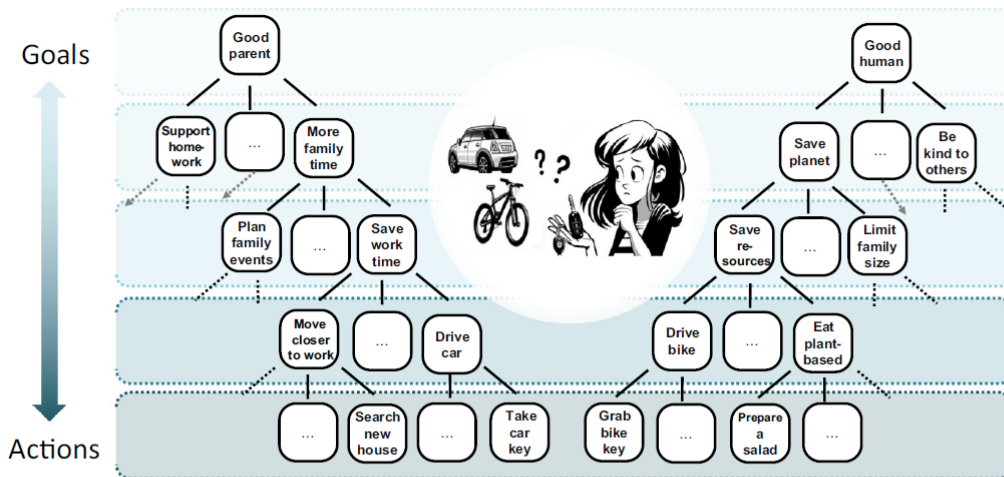 Goals
Good
parent
Good
human
Support
home-
work
...
More
family
time
? ?
Save
planet
...
Be
kind to
others
Plan
family
events
...
Save
work
time
Save
re-
sources
...
Limit
family
size
Move
closer
to work
...
Drive
car
Drive
bike
...
Eat
plant-
based
Actions
...
Search
new
house
...
Take
car
key
Grab
bike
key
...
Prepare
a
salad
...